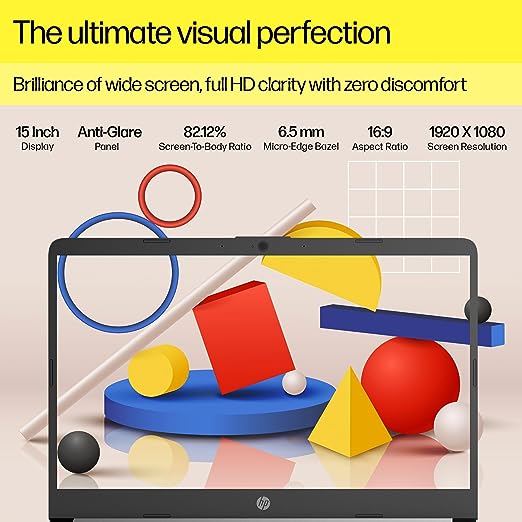 The ultimate visual perfection
Brilliance of wide screen, full HD clarity with zero discomfort
15 Inch Anti-Glare 82.12% 6.5 mm 16:9 1920 X 1080
Display Panel Screen-To-Body Ratio Micro-Edge Bazel Aspect Ratio Screen Resolution
hp